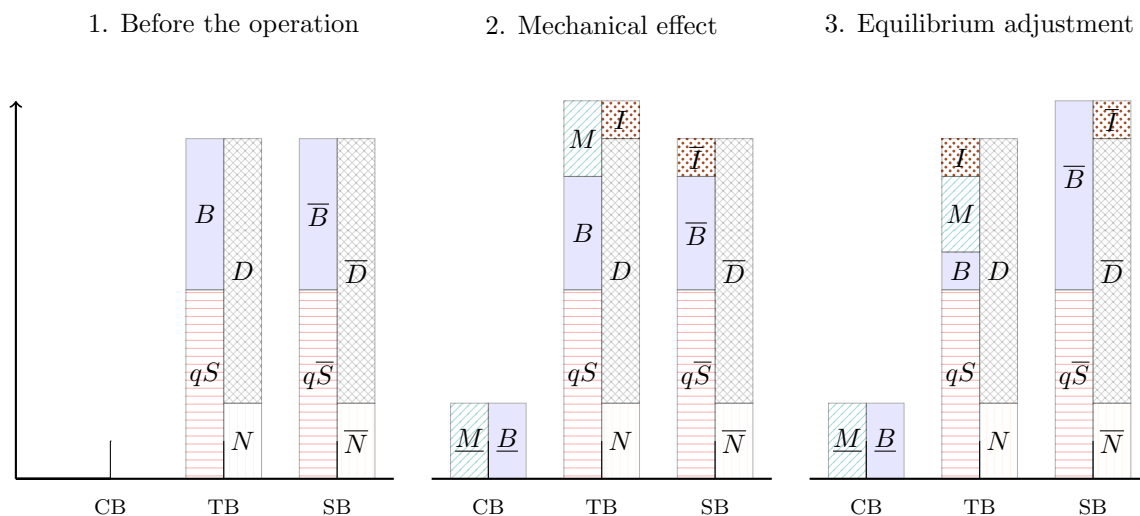 1. Before the operation
2. Mechanical effect
3. Equilibrium adjustment
B
qS
D
N
B̅
qS̅
D̅
N̅
CB
TB
SB
M̲
B̲
M
B
qS
I
D
N
I̅
B̅
qS̅
D̅
N̅
CB
TB
SB
M̲
B̲
I
M
B
qS
D
N
B̅
qS̅
I̅
D̅
N̅
CB
TB
SB